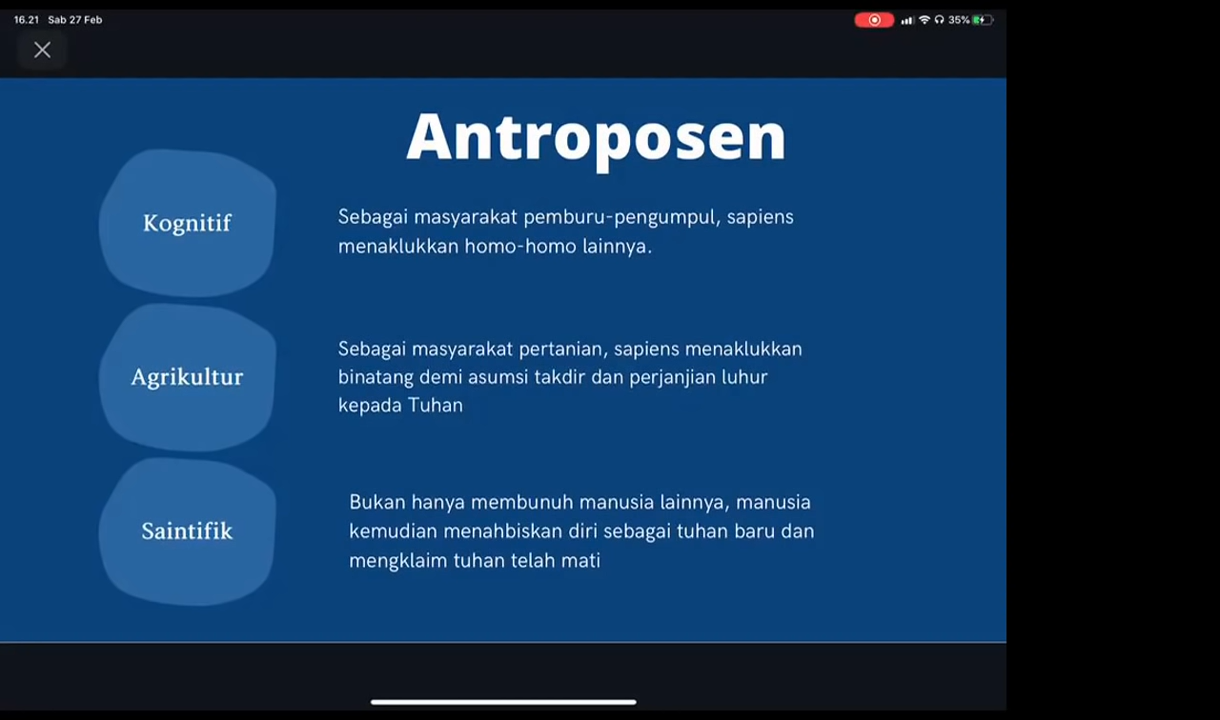 16.21 Sab 27 Feb
35%
Antroposen
Kognitif
Sebagai masyarakat pemburu-pengumpul, sapiens
menaklukkan homo-homo lainnya.
Agrikultur
Sebagai masyarakat pertanian, sapiens menaklukkan
binatang demi asumsi takdir dan perjanjian luhur
kepada Tuhan
Saintifik
Bukan hanya membunuh manusia lainnya, manusia
kemudian menahbiskan diri sebagai tuhan baru dan
mengklaim tuhan telah mati